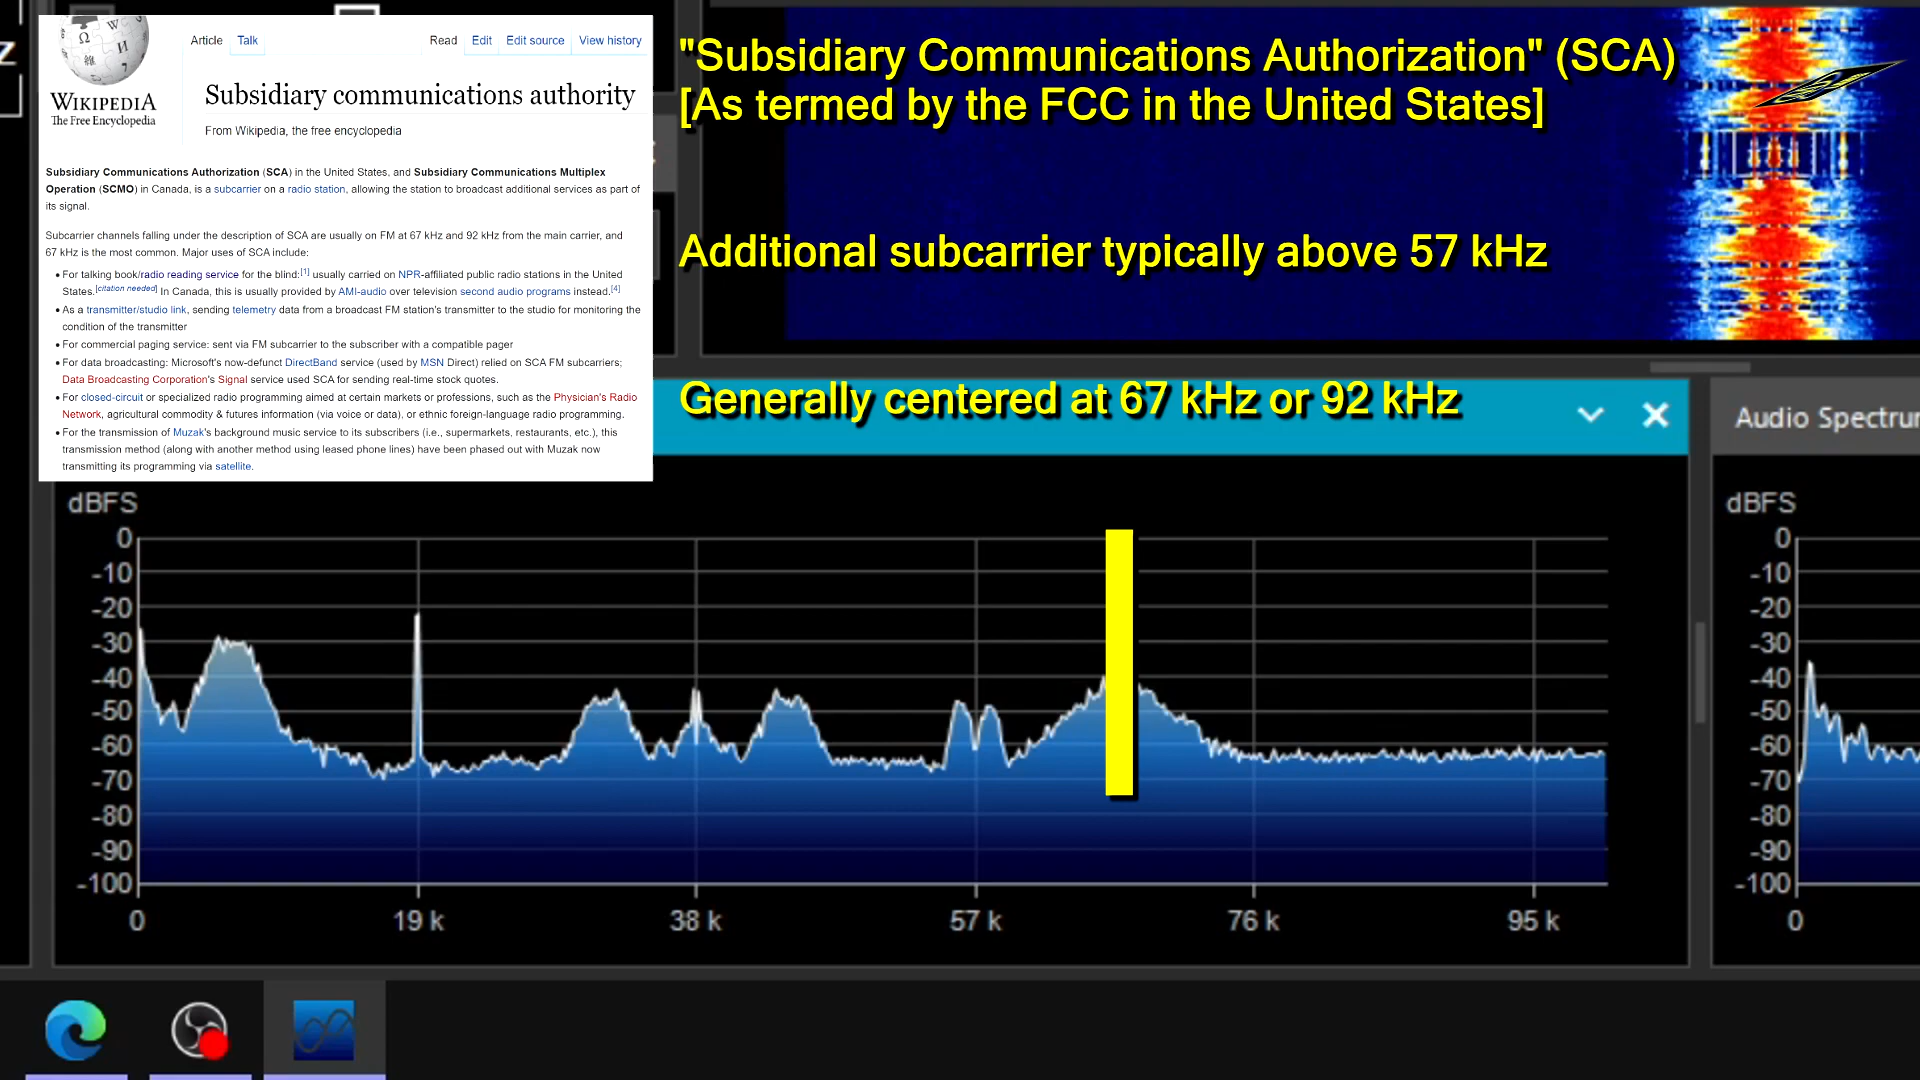 Z
WIKIPEDIA
The Free Encyclopedia
Article Talk Read Edit Edit source View history
Subsidiary communications authority
From Wikipedia, the free encyclopedia
Subsidiary Communications Authorization (SCA) in the United States, and Subsidiary Communications Multiplex
Operation (SCMO) in Canada, is a subcarrier on a radio station, allowing the station to broadcast additional services as part of
its signal.
Subcarrier channels falling under the description of SCA are usually on FM at 67 kHz and 92 kHz from the main carrier, and
67 kHz is the most common. Major uses of SCA include:
• For talking book/radio reading service for the blind:[1] usually carried on NPR-affiliated public radio stations in the United
States.[citation needed] In Canada, this is usually provided by AMI-audio over television second audio programs instead.[4]
• As a transmitter/studio link, sending telemetry data from a broadcast FM station's transmitter to the studio for monitoring the
condition of the transmitter
• For commercial paging service: sent via FM subcarrier to the subscriber with a compatible pager
• For data broadcasting: Microsoft's now-defunct DirectBand service (used by MSN Direct) relied on SCA FM subcarriers;
Data Broadcasting Corporation's Signal service used SCA for sending real-time stock quotes.
• For closed-circuit or specialized radio programming aimed at certain markets or professions, such as the Physician's Radio
Network, agricultural commodity & futures information (via voice or data), or ethnic foreign-language radio programming.
• For the transmission of Muzak's background music service to its subscribers (i.e., supermarkets, restaurants, etc.), this
transmission method (along with another method using leased phone lines) have been phased out with Muzak now
transmitting its programming via satellite.
"Subsidiary Communications Authorization" (SCA)
[As termed by the FCC in the United States]
Additional subcarrier typically above 57 kHz
Generally centered at 67 kHz or 92 kHz
dBFS
0
-10
-20
-30
-40
-50
-60
-70
-80
-90
-100
0 19 k 38 k 57 k 76 k 95 k
Audio Spectru
dBFS
0
-10
-20
-30
-40
-50
-60
-70
-80
-90
-100
0